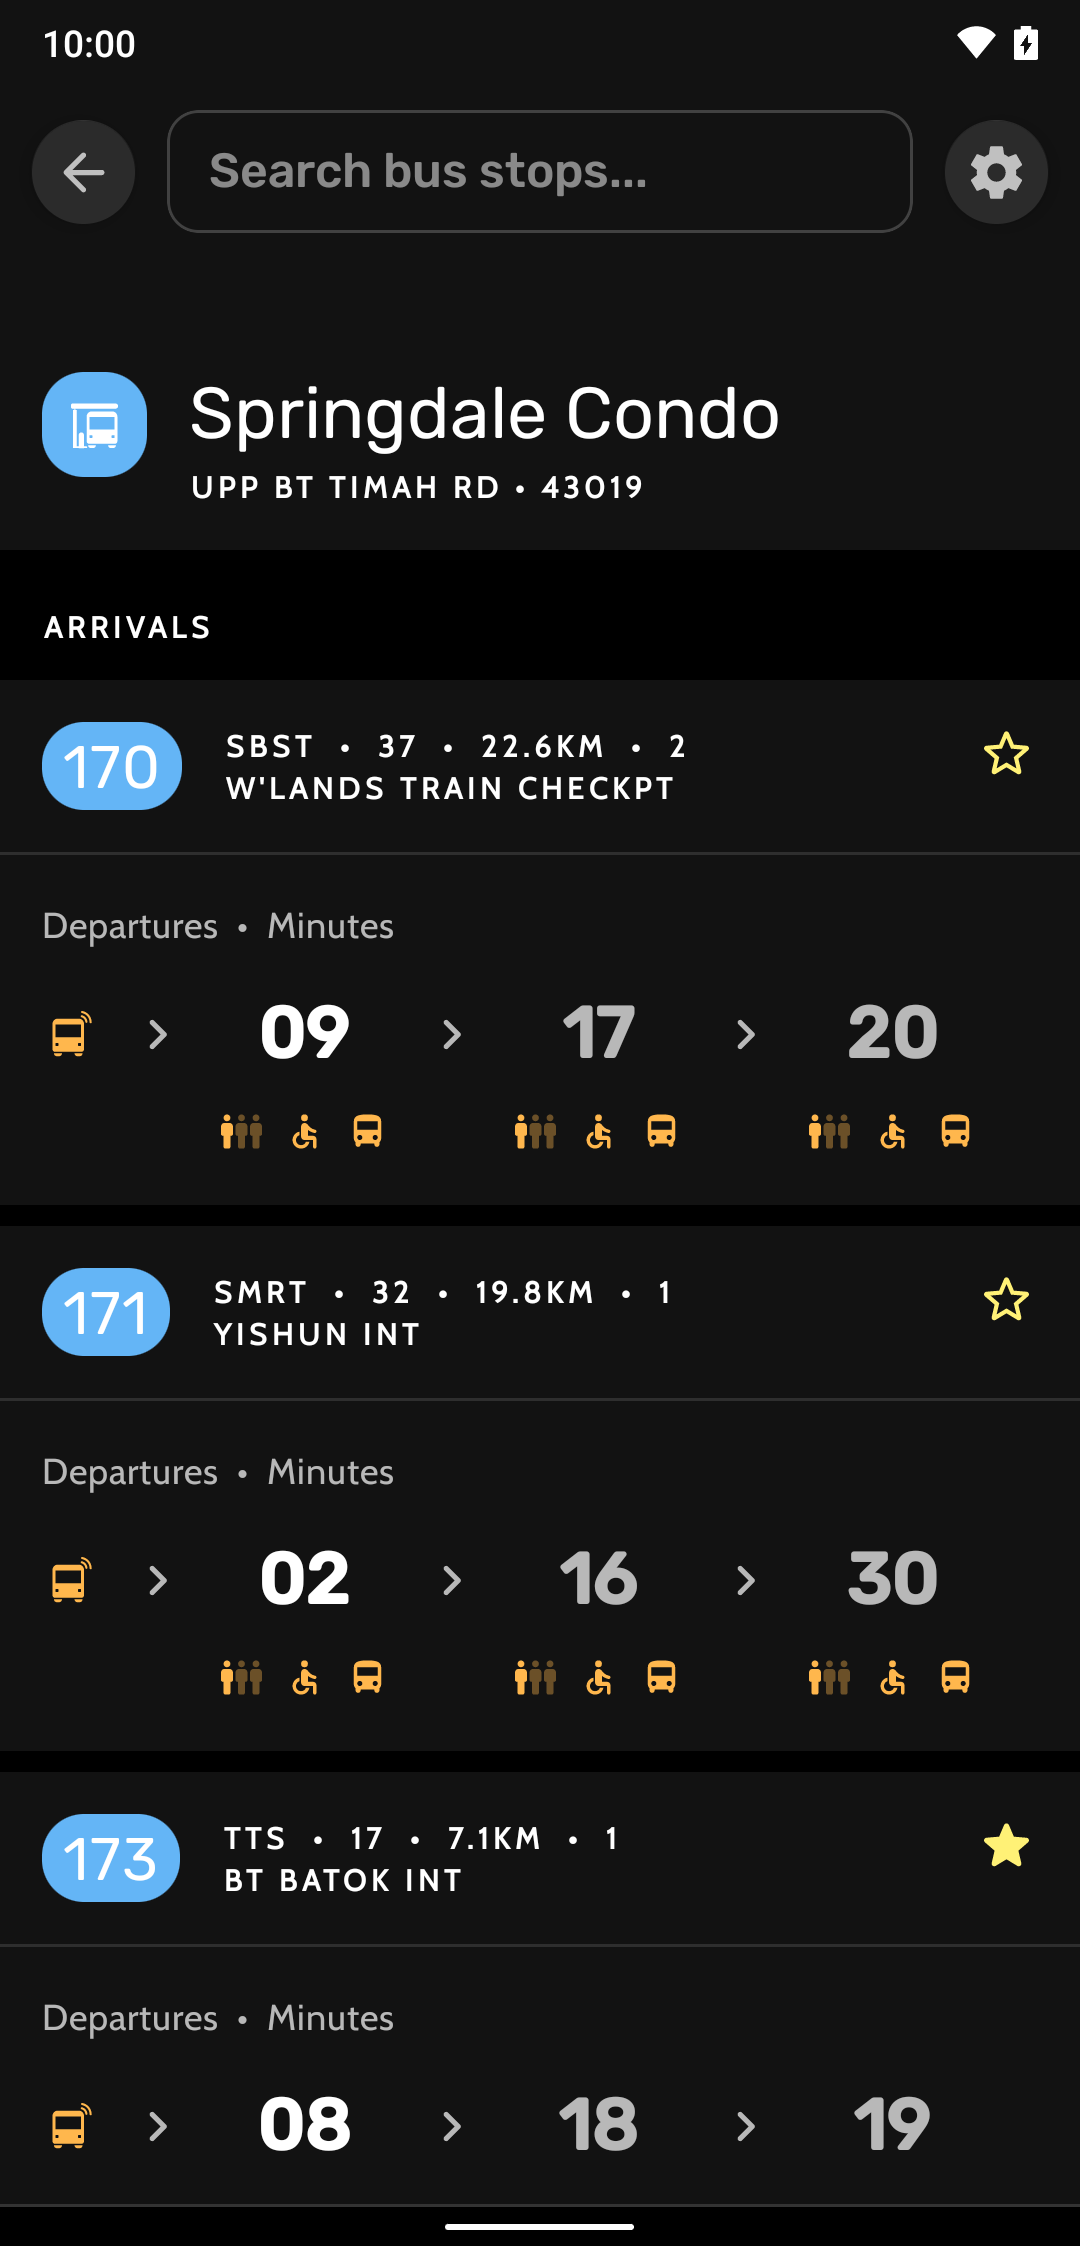 10:00
Search bus stops...
Springdale Condo
UPP BT TIMAH RD • 43019
ARRIVALS
170
SBST • 37 • 22.6KM • 2
W'LANDS TRAIN CHECKPT
Departures • Minutes
09 17 20
171
SMRT • 32 • 19.8KM • 1
YISHUN INT
Departures • Minutes
02 16 30
173
TTS • 17 • 7.1KM • 1
BT BATOK INT
Departures • Minutes
08 18 19